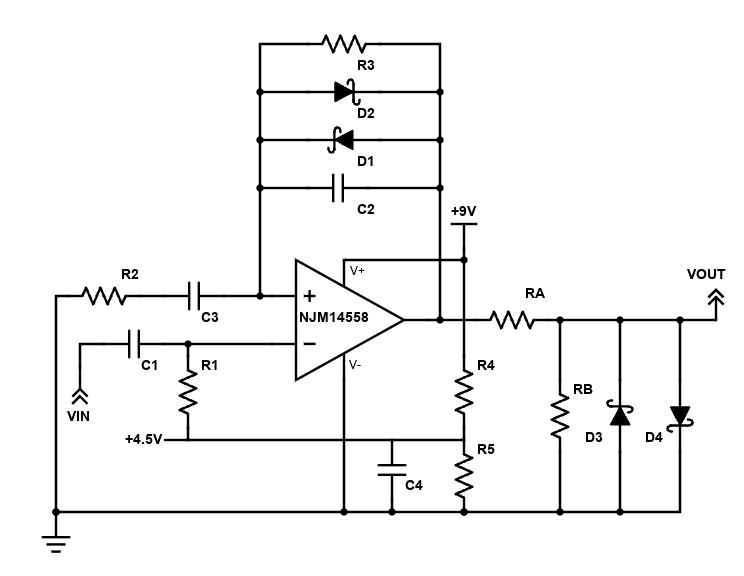 R3
D2
D1
C2
+9V
R2
V+
VOUT
RA
+
C3
NJM14558
−
C1
R1
V-
R4
RB
VIN
+4.5V
R5
D3
D4
C4